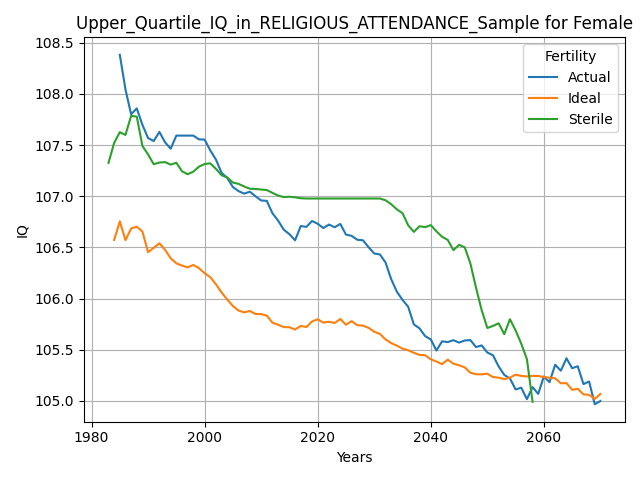 Upper_Quartile_IQ_in_RELIGIOUS_ATTENDANCE_Sample for Female
108.5
108.0
107.5
107.0
106.5
106.0
105.5
105.0
IQ
Fertility
Actual
Ideal
Sterile
1980 2000 2020 2040 2060
Years